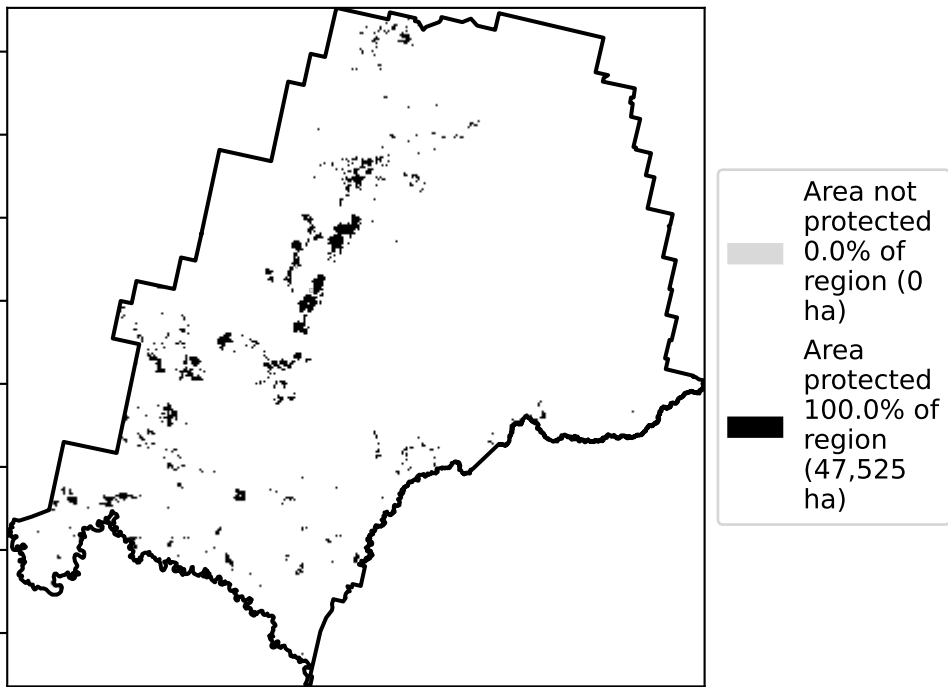 Area not
protected
0.0% of
region (0
ha)
Area
protected
100.0% of
region
(47,525
ha)